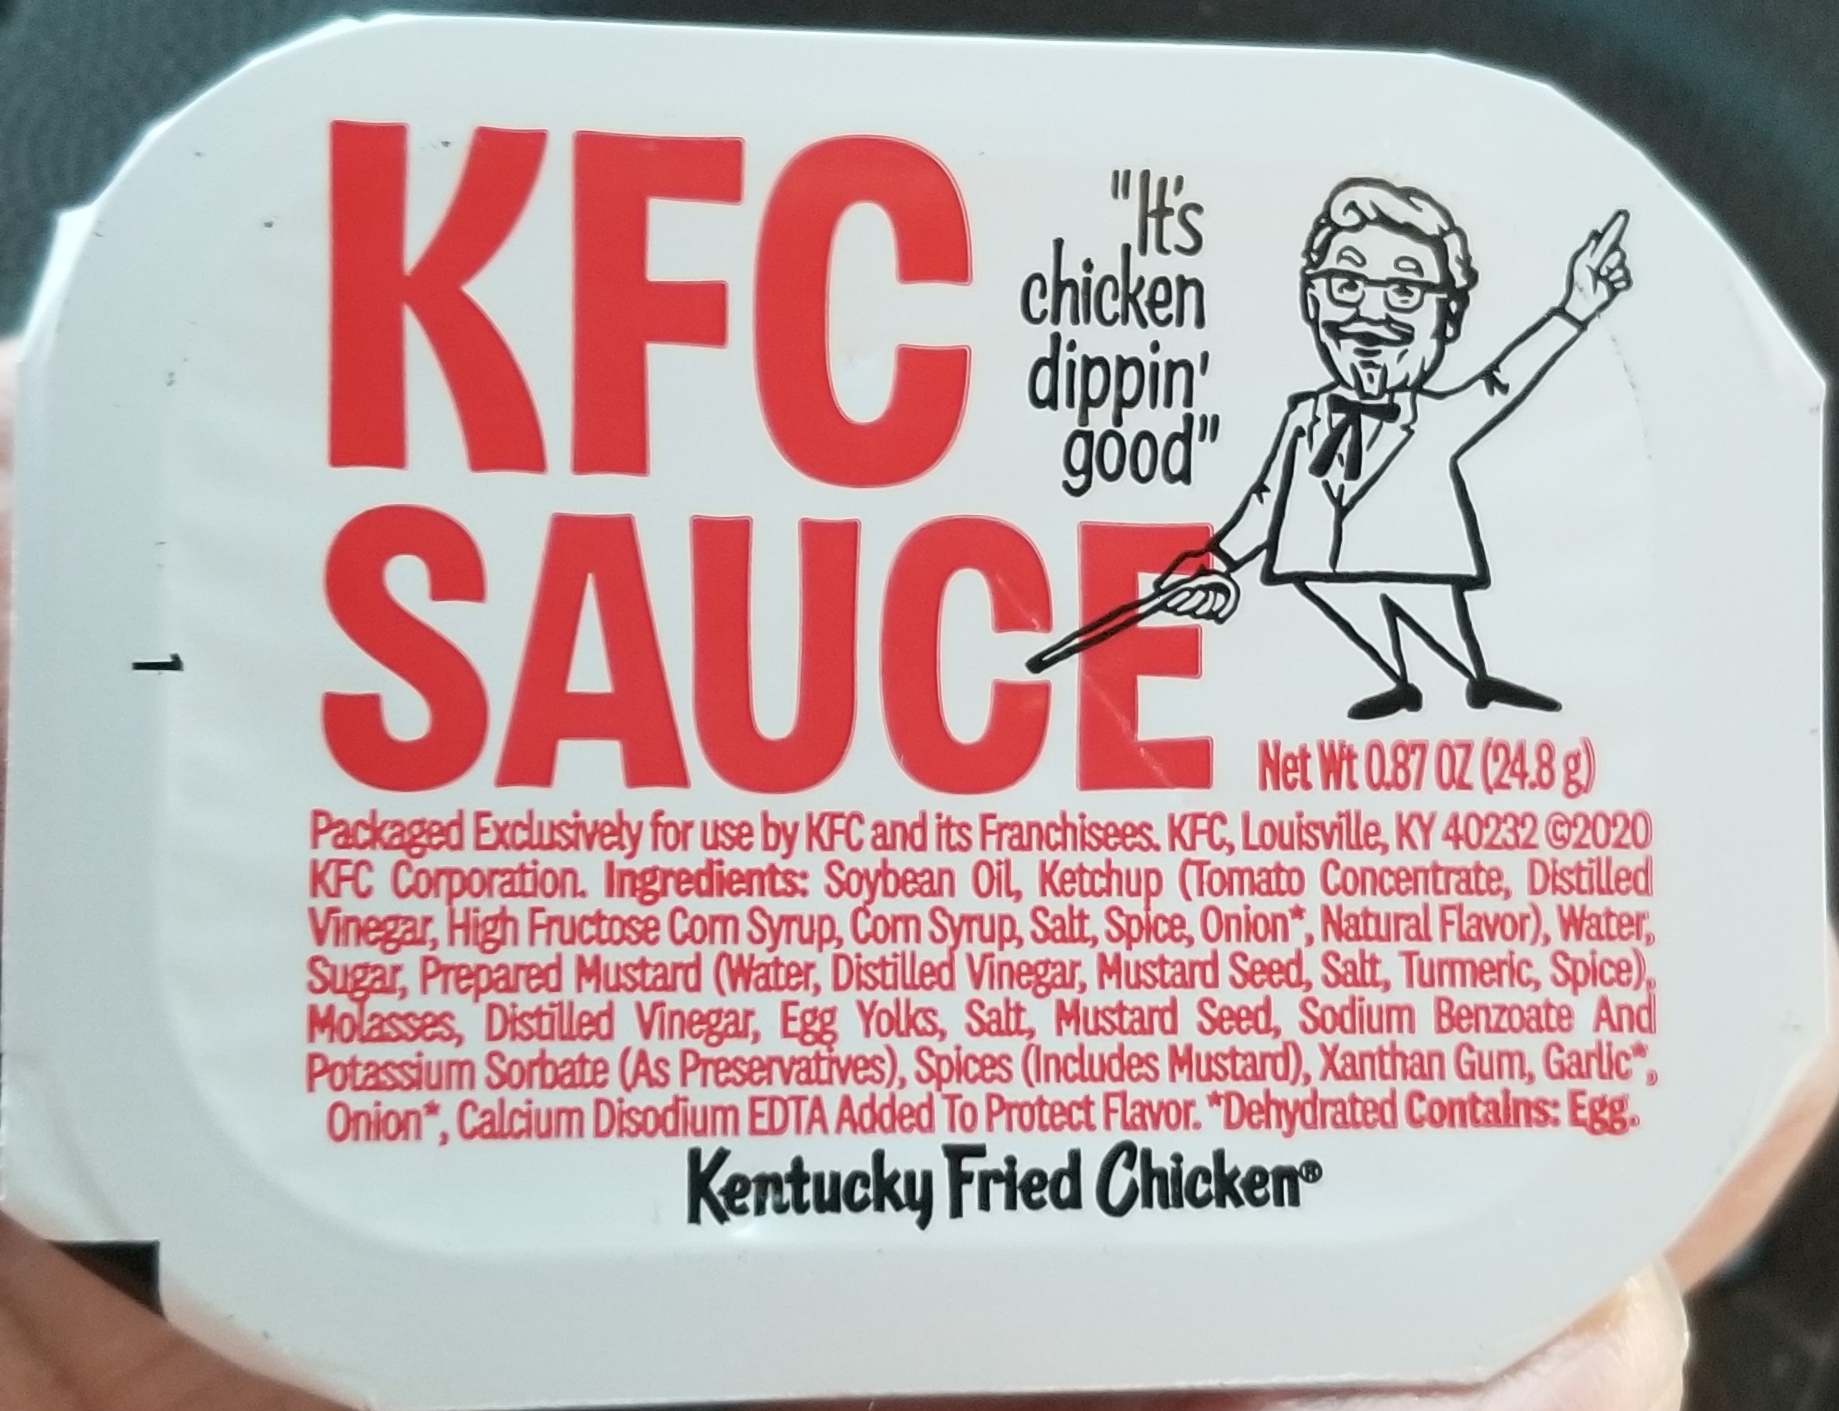 KFC
SAUCE
"It's
chicken
dippin'
good"
1
Net Wt 0.87 OZ (24.8 g)
Packaged Exclusively for use by KFC and its Franchisees. KFC, Louisville, KY 40232 ©2020
KFC Corporation. Ingredients: Soybean Oil, Ketchup (Tomato Concentrate, Distilled
Vinegar, High Fructose Corn Syrup, Corn Syrup, Salt, Spice, Onion*, Natural Flavor), Water,
Sugar, Prepared Mustard (Water, Distilled Vinegar, Mustard Seed, Salt, Turmeric, Spice),
Molasses, Distilled Vinegar, Egg Yolks, Salt, Mustard Seed, Sodium Benzoate And
Potassium Sorbate (As Preservatives), Spices (Includes Mustard), Xanthan Gum, Garlic*,
Onion*, Calcium Disodium EDTA Added To Protect Flavor. *Dehydrated Contains: Egg.
Kentucky Fried Chicken®